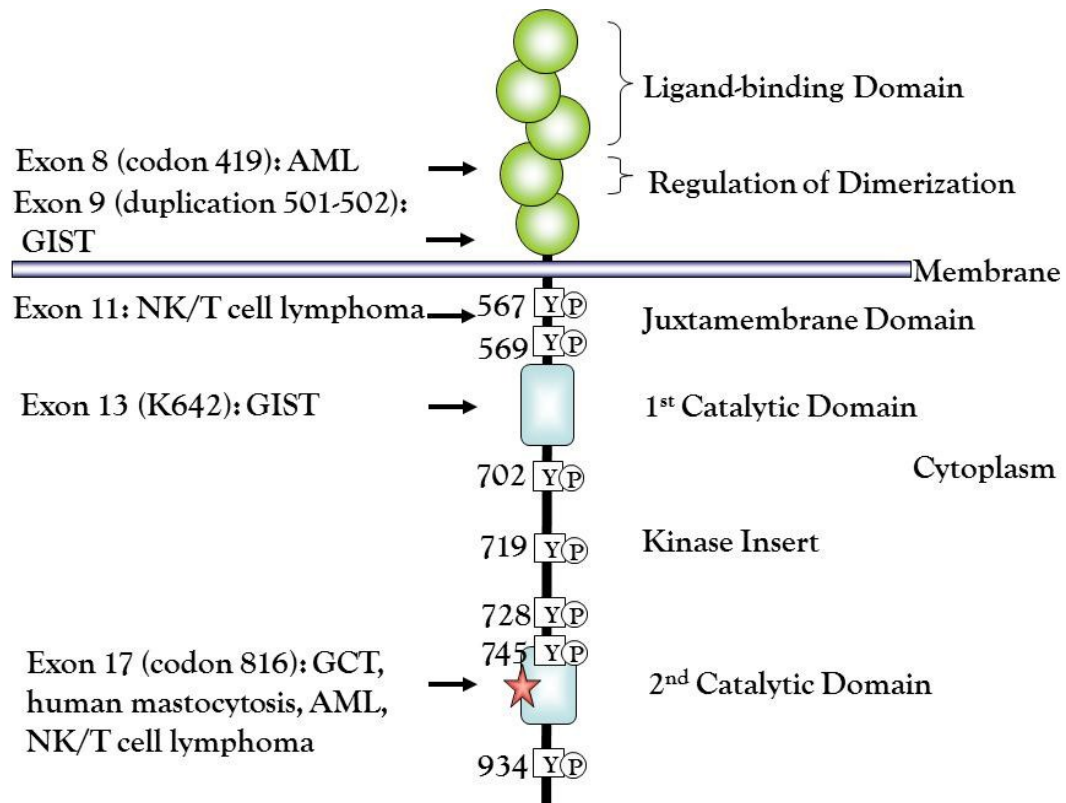 Ligand-binding Domain
Exon 8 (codon 419): AML
Regulation of Dimerization
Exon 9 (duplication 501-502):
GIST
Membrane
Exon 11: NK/T cell lymphoma
567 Y P
Juxtamembrane Domain
569 Y P
Exon 13 (K642): GIST
1st Catalytic Domain
Cytoplasm
702 Y P
719 Y P
Kinase Insert
728 Y P
745 Y P
Exon 17 (codon 816): GCT,
human mastocytosis, AML,
NK/T cell lymphoma
2nd Catalytic Domain
934 Y P